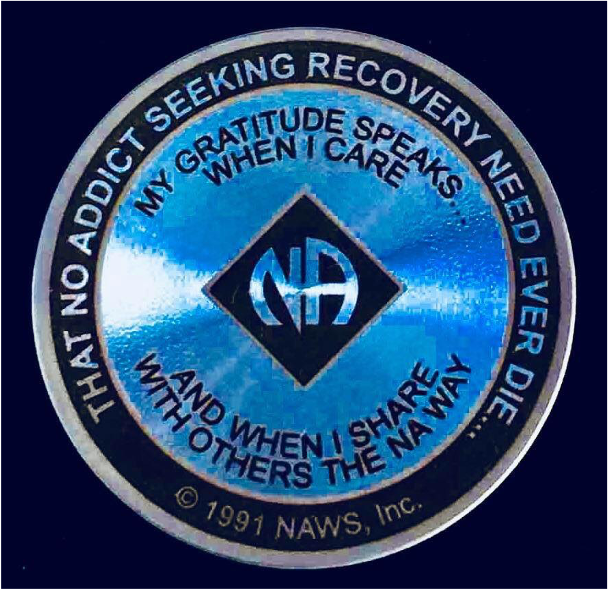 THAT NO ADDICT SEEKING RECOVERY NEED EVER DIE...
MY GRATITUDE SPEAKS...
WHEN I CARE
NA
AND WHEN I SHARE
WITH OTHERS THE NA WAY
© 1991 NAWS, Inc.